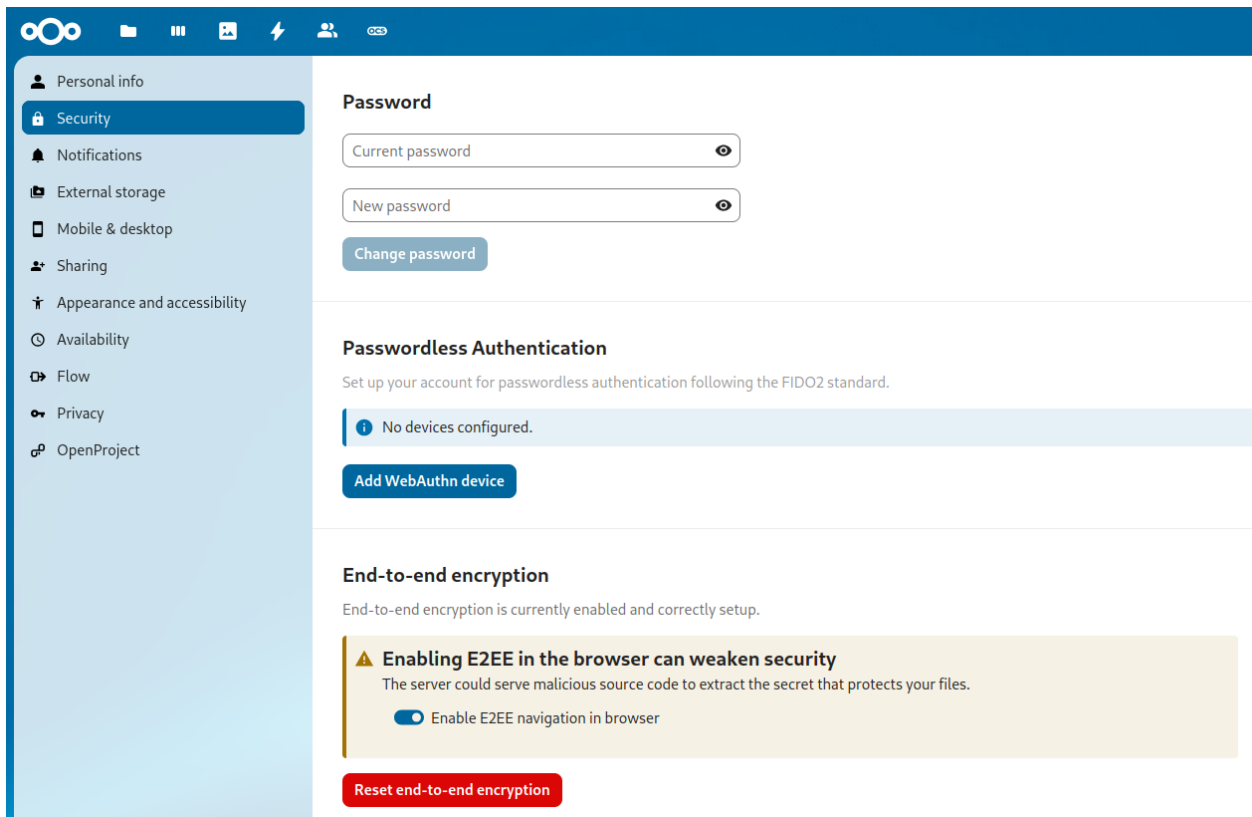 OCS
Personal info
Security
Notifications
External storage
Mobile & desktop
Sharing
Appearance and accessibility
Availability
Flow
Privacy
OpenProject
Password
Current password
New password
Change password
Passwordless Authentication
Set up your account for passwordless authentication following the FIDO2 standard.
No devices configured.
Add WebAuthn device
End-to-end encryption
End-to-end encryption is currently enabled and correctly setup.
Enabling E2EE in the browser can weaken security
The server could serve malicious source code to extract the secret that protects your files.
Enable E2EE navigation in browser
Reset end-to-end encryption